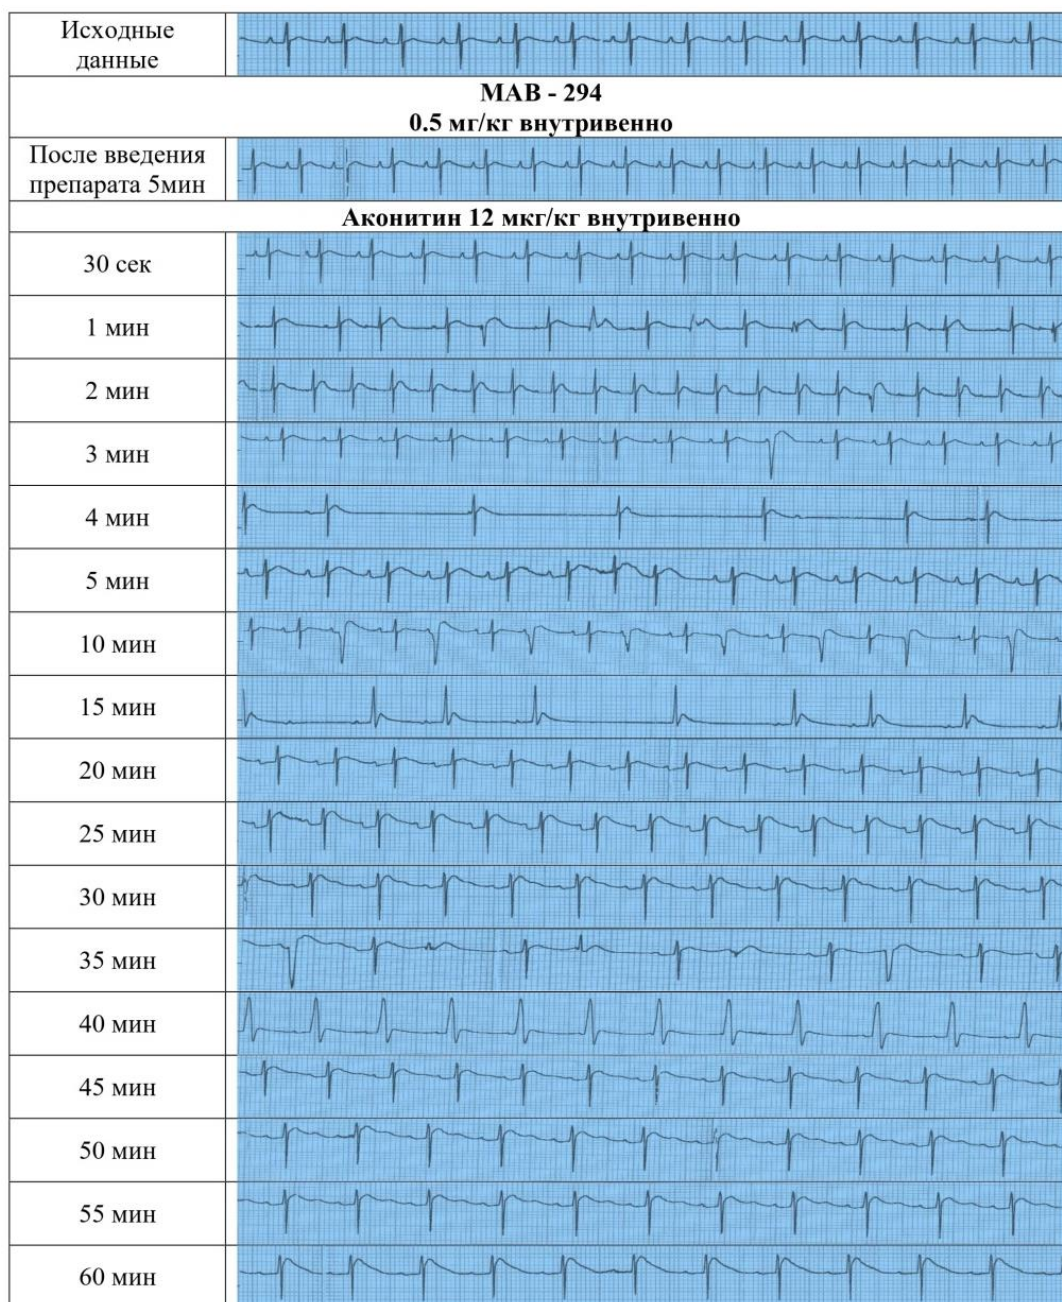 Исходные
данные
МАВ - 294
0.5 мг/кг внутривенно
После введения
препарата 5мин
Аконитин 12 мкг/кг внутривенно
30 сек
1 мин
2 мин
3 мин
4 мин
5 мин
10 мин
15 мин
20 мин
25 мин
30 мин
35 мин
40 мин
45 мин
50 мин
55 мин
60 мин